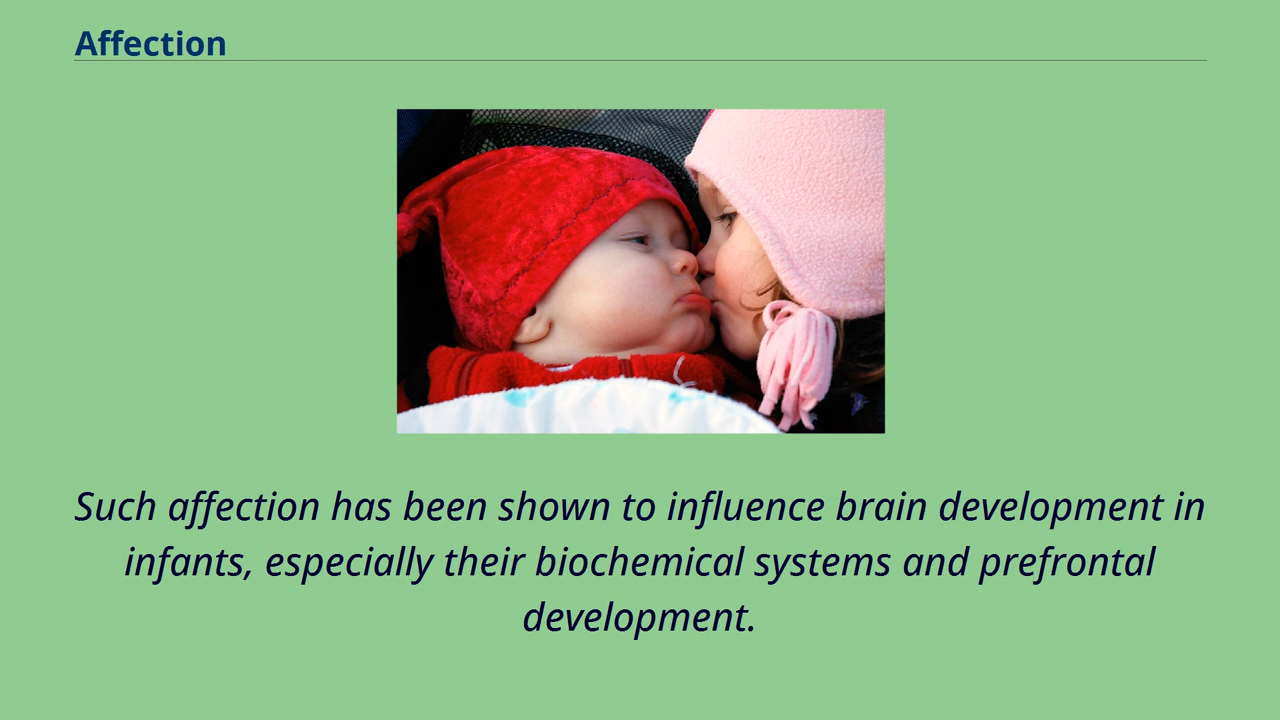 Affection
Such affection has been shown to influence brain development in
infants, especially their biochemical systems and prefrontal
development.